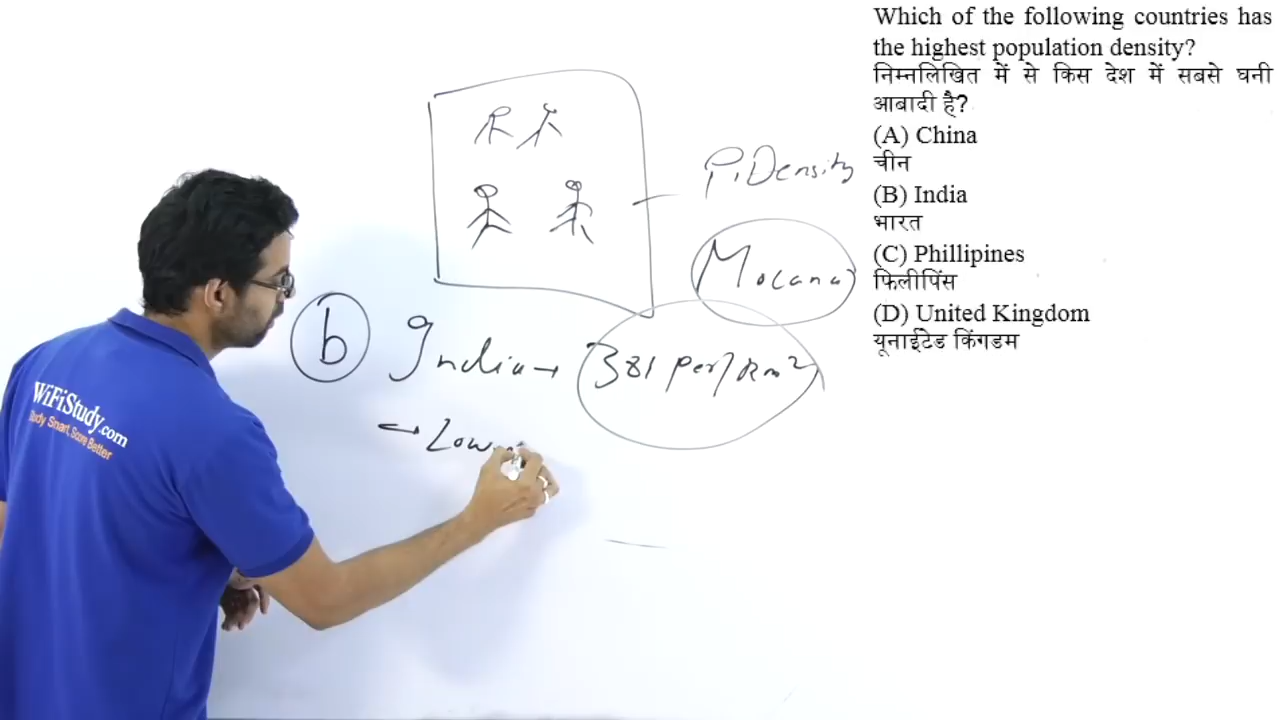 Which of the following countries has
the highest population density?
निम्नलिखित में से किस देश में सबसे घनी
आबादी है?
(A) China
चीन
(B) India
भारत
(C) Phillipines
फिलीपिंस
(D) United Kingdom
यूनाईटेड किंगडम
P.Density
b India → 381 per/km²
→ Low
WiFiStudy.com
Study Smart, Score Better